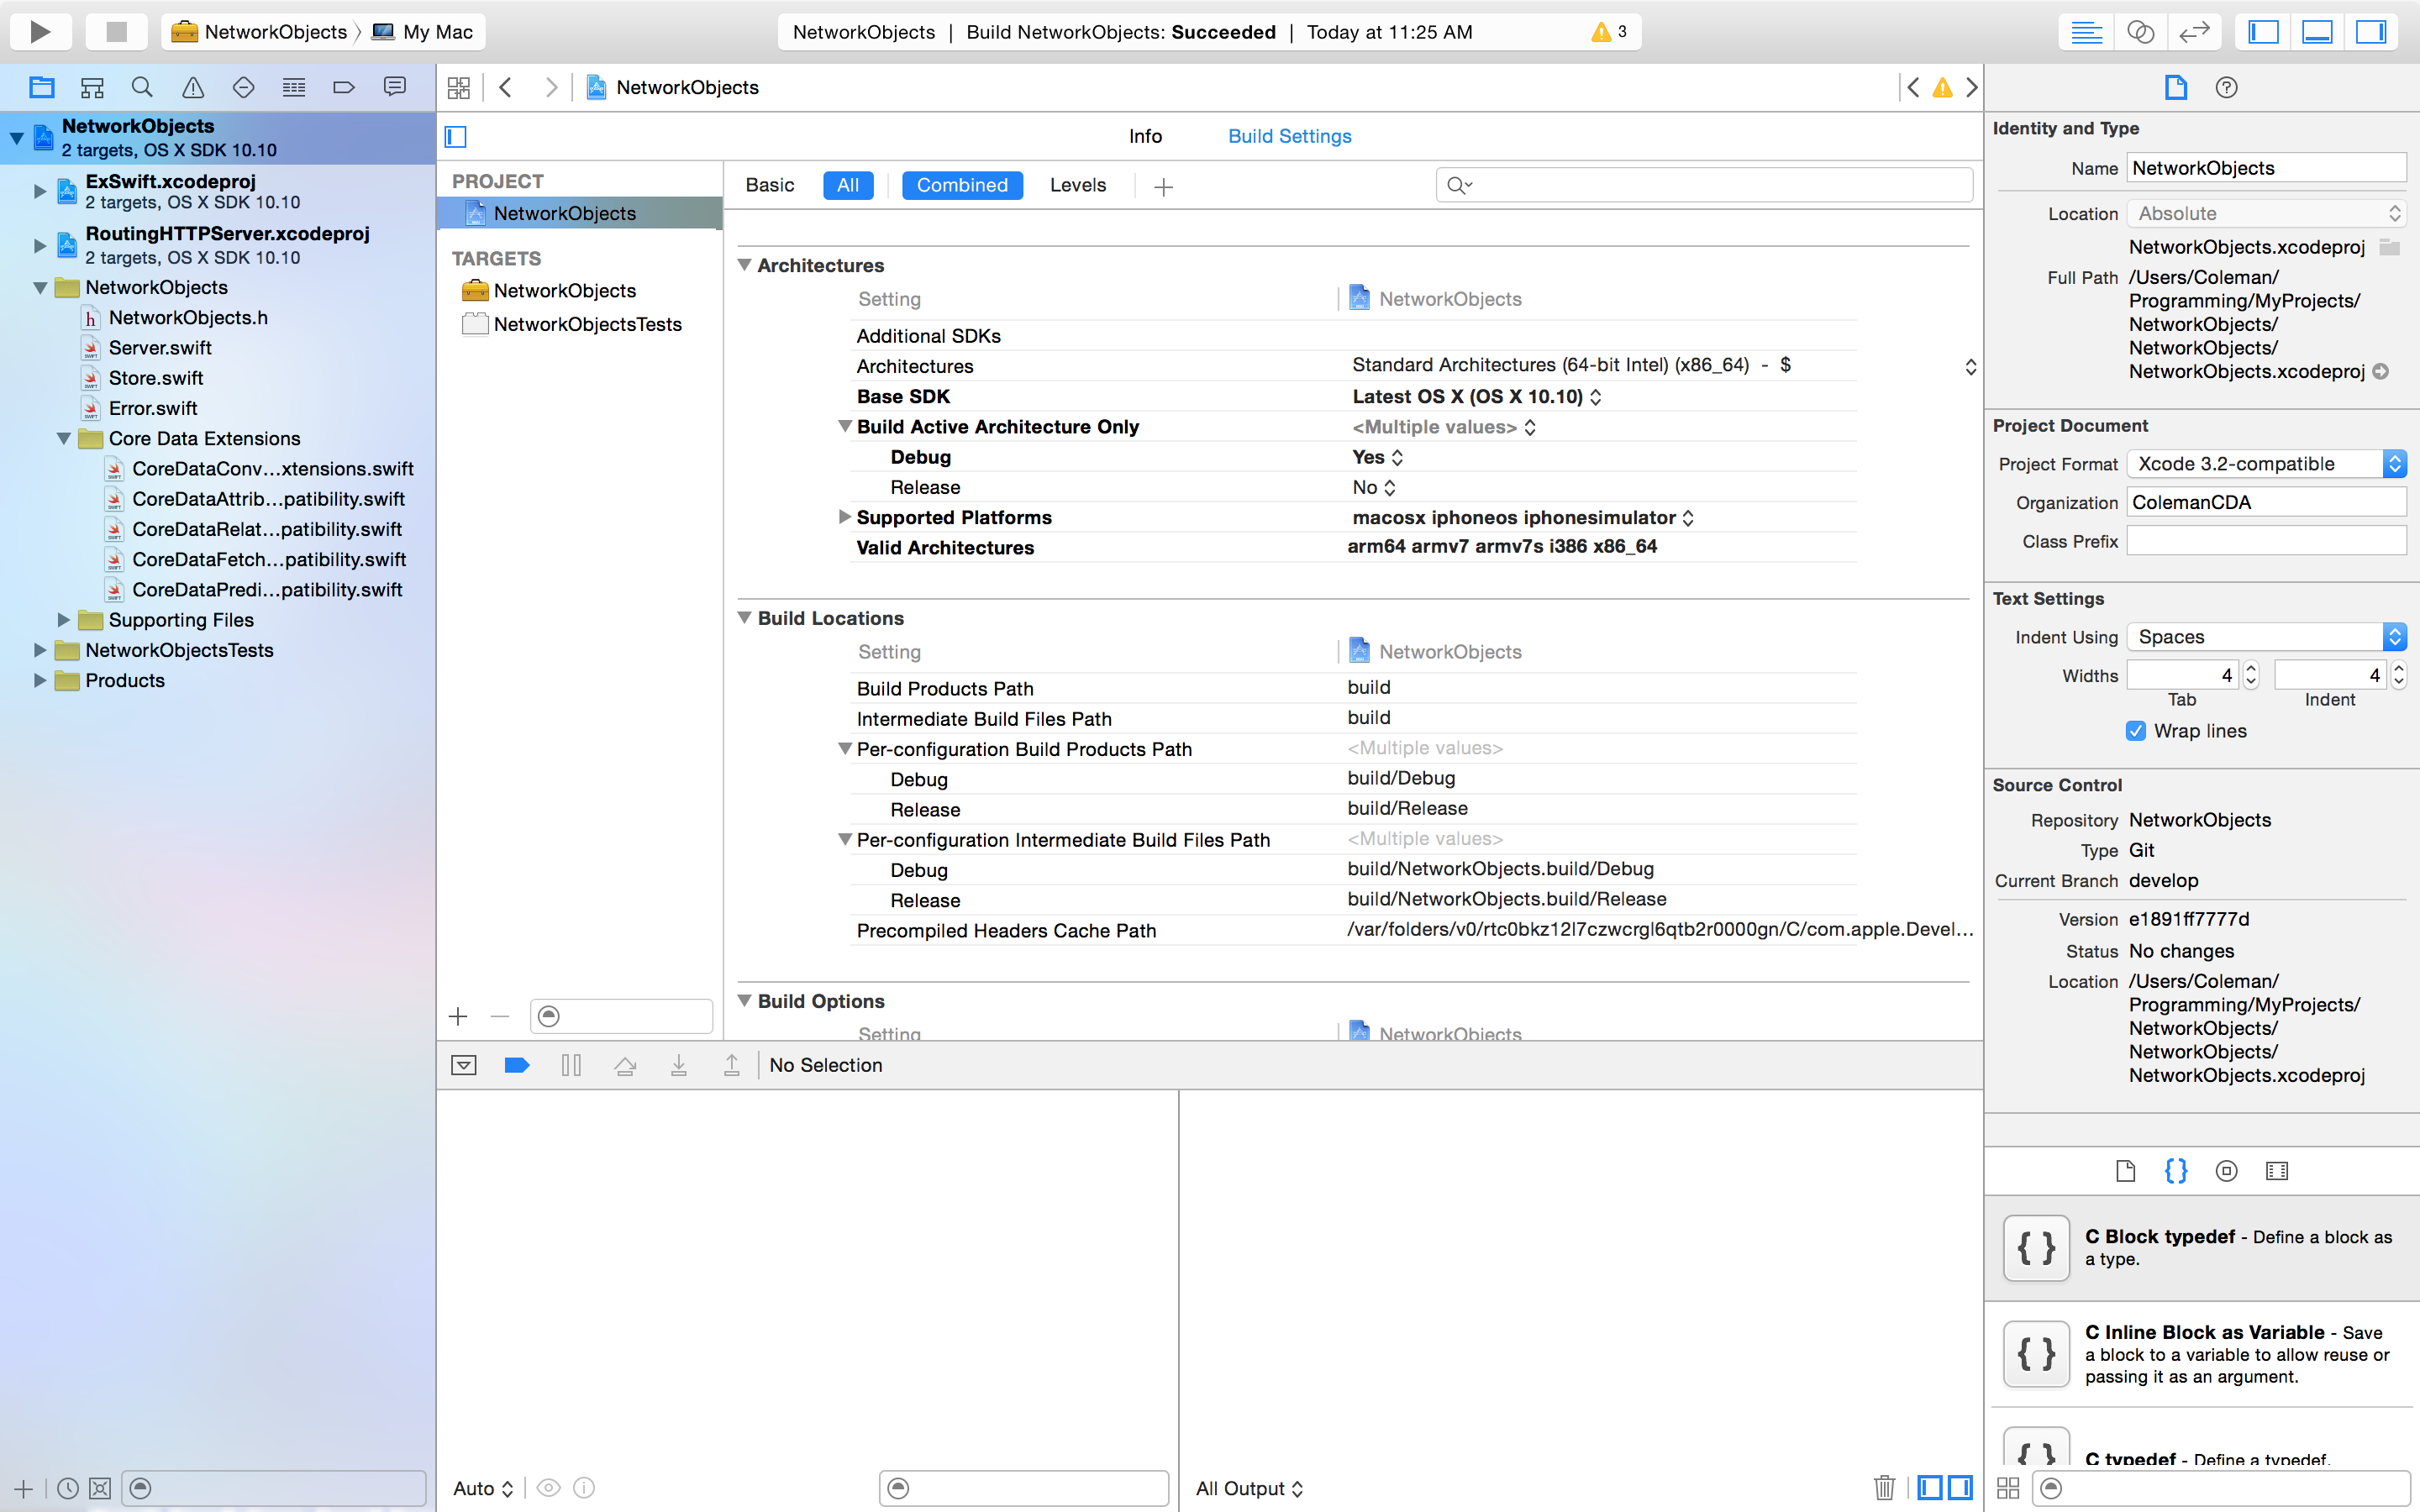 NetworkObjects My Mac
NetworkObjects | Build NetworkObjects: Succeeded | Today at 11:25 AM 3
NetworkObjects
2 targets, OS X SDK 10.10
ExSwift.xcodeproj
2 targets, OS X SDK 10.10
RoutingHTTPServer.xcodeproj
2 targets, OS X SDK 10.10
NetworkObjects
h NetworkObjects.h
Server.swift
Store.swift
Error.swift
Core Data Extensions
CoreDataConv...xtensions.swift
CoreDataAttrib...patibility.swift
CoreDataRelat...patibility.swift
CoreDataFetch...patibility.swift
CoreDataPredi...patibility.swift
Supporting Files
NetworkObjectsTests
Products
NetworkObjects
Info Build Settings
PROJECT
NetworkObjects
TARGETS
NetworkObjects
NetworkObjectsTests
Basic All Combined Levels
Architectures
Setting NetworkObjects
Additional SDKs
Architectures Standard Architectures (64-bit Intel) (x86_64) - $
Base SDK Latest OS X (OS X 10.10)
Build Active Architecture Only <Multiple values>
Debug Yes
Release No
Supported Platforms macosx iphoneos iphonesimulator
Valid Architectures arm64 armv7 armv7s i386 x86_64
Build Locations
Setting NetworkObjects
Build Products Path build
Intermediate Build Files Path build
Per-configuration Build Products Path <Multiple values>
Debug build/Debug
Release build/Release
Per-configuration Intermediate Build Files Path <Multiple values>
Debug build/NetworkObjects.build/Debug
Release build/NetworkObjects.build/Release
Precompiled Headers Cache Path /var/folders/v0/rtc0bkz12l7czwcrgl6qtb2r0000gn/C/com.apple.Devel...
Build Options
Setting NetworkObjects
No Selection
Auto
All Output
Identity and Type
Name NetworkObjects
Location Absolute
NetworkObjects.xcodeproj
Full Path /Users/Coleman/
Programming/MyProjects/
NetworkObjects/
NetworkObjects/
NetworkObjects.xcodeproj
Project Document
Project Format Xcode 3.2-compatible
Organization ColemanCDA
Class Prefix
Text Settings
Indent Using Spaces
Widths 4 4
Tab Indent
Wrap lines
Source Control
Repository NetworkObjects
Type Git
Current Branch develop
Version e1891ff7777d
Status No changes
Location /Users/Coleman/
Programming/MyProjects/
NetworkObjects/
NetworkObjects/
NetworkObjects.xcodeproj
{ } C Block typedef - Define a block as
a type.
{ } C Inline Block as Variable - Save
a block to a variable to allow reuse or
passing it as an argument.
{ } C typedef - Define a typedef.